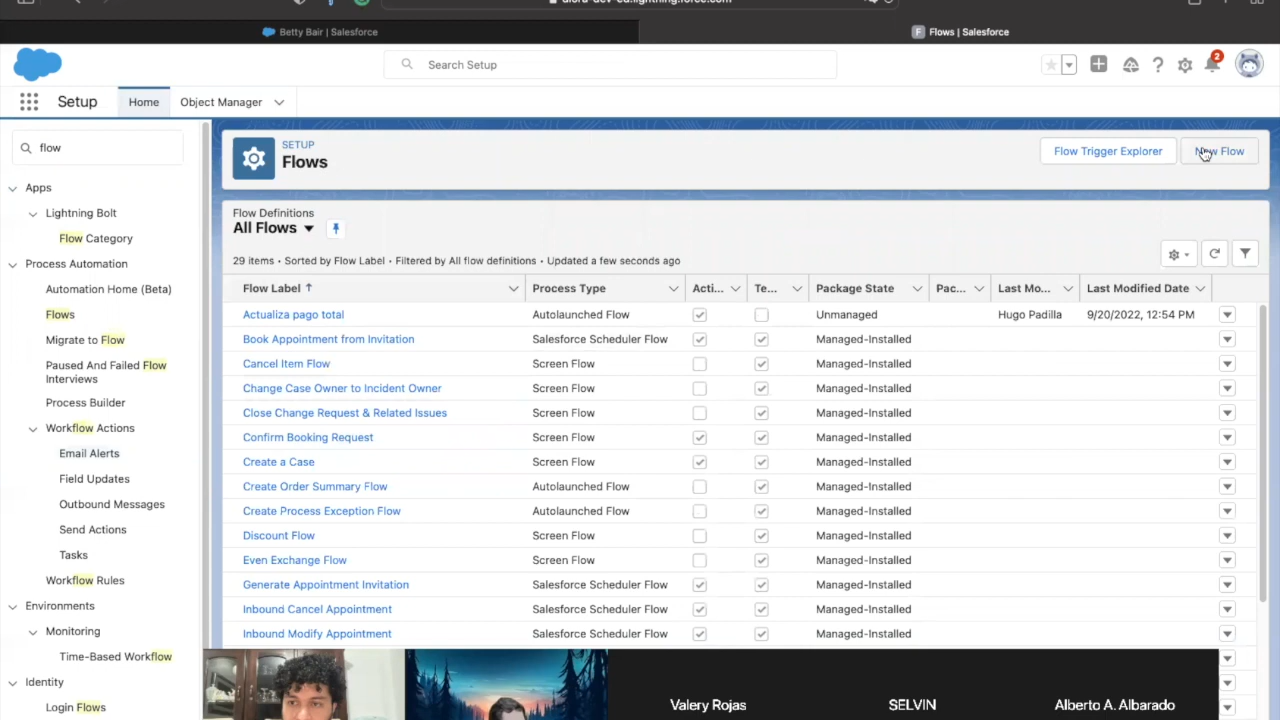 Betty Bair | Salesforce
F Flows | Salesforce
Search Setup
2
Setup
Home
Object Manager
flow
Apps
Lightning Bolt
Flow Category
Process Automation
Automation Home (Beta)
Flows
Migrate to Flow
Paused And Failed Flow
Interviews
Process Builder
Workflow Actions
Email Alerts
Field Updates
Outbound Messages
Send Actions
Tasks
Workflow Rules
Environments
Monitoring
Time-Based Workflow
Identity
Login Flows
SETUP
Flows
Flow Trigger Explorer
New Flow
Flow Definitions
All Flows
29 items • Sorted by Flow Label • Filtered by All flow definitions • Updated a few seconds ago
Flow Label ↑ Process Type Acti... Te... Package State Pac... Last Mo... Last Modified Date
Actualiza pago total Autolaunched Flow Unmanaged Hugo Padilla 9/20/2022, 12:54 PM
Book Appointment from Invitation Salesforce Scheduler Flow Managed-Installed
Cancel Item Flow Screen Flow Managed-Installed
Change Case Owner to Incident Owner Screen Flow Managed-Installed
Close Change Request & Related Issues Screen Flow Managed-Installed
Confirm Booking Request Screen Flow Managed-Installed
Create a Case Screen Flow Managed-Installed
Create Order Summary Flow Autolaunched Flow Managed-Installed
Create Process Exception Flow Autolaunched Flow Managed-Installed
Discount Flow Screen Flow Managed-Installed
Even Exchange Flow Screen Flow Managed-Installed
Generate Appointment Invitation Salesforce Scheduler Flow Managed-Installed
Inbound Cancel Appointment Salesforce Scheduler Flow Managed-Installed
Inbound Modify Appointment Salesforce Scheduler Flow Managed-Installed
Valery Rojas
SELVIN
Alberto A. Albarado